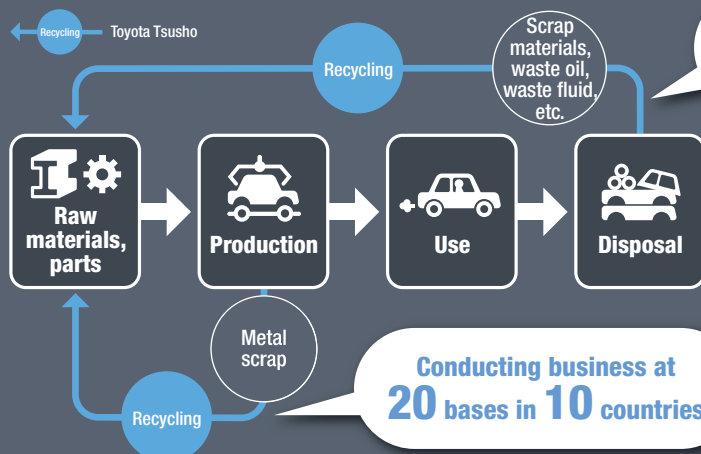 Recycling
Toyota Tsusho
Recycling
Scrap
materials,
waste oil,
waste fluid,
etc.
Raw
materials,
parts
Production
Use
Disposal
Metal
scrap
Recycling
Conducting business at
20 bases in 10 countries